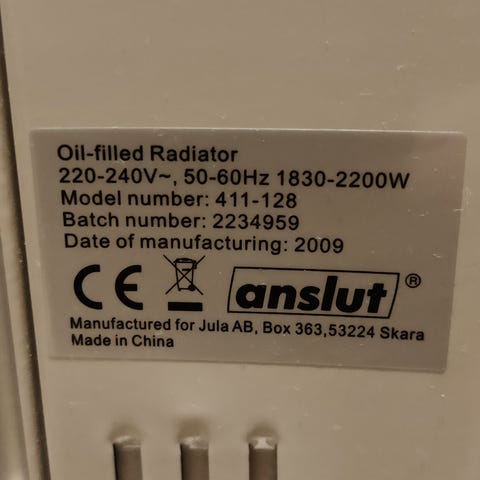 Oil-filled Radiator
220-240V~, 50-60Hz 1830-2200W
Model number: 411-128
Batch number: 2234959
Date of manufacturing: 2009
CE anslut®
Manufactured for Jula AB, Box 363,53224 Skara
Made in China